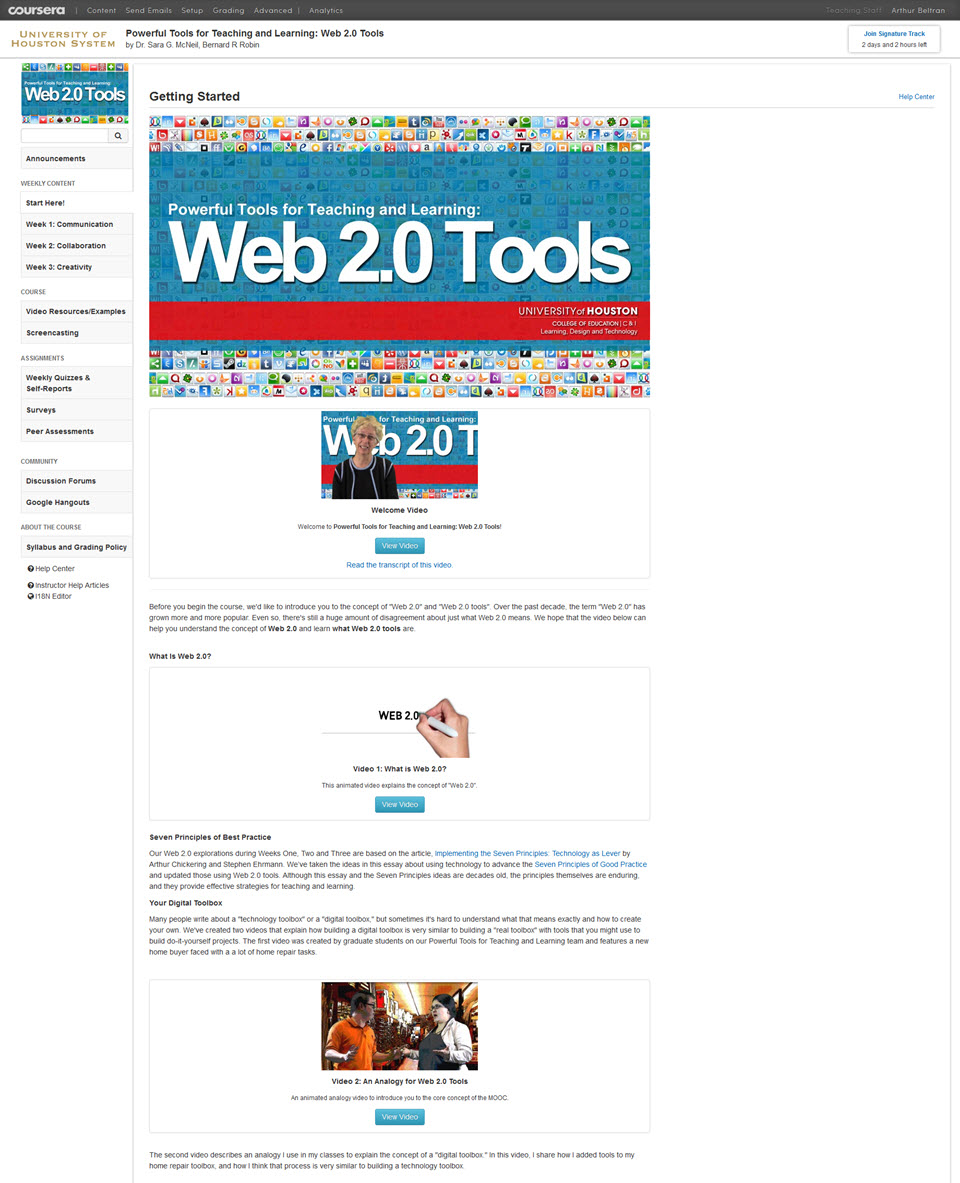 coursera | Content Send Emails Setup Grading Advanced | Analytics Teaching Staff Arthur Beltran
UNIVERSITY OF
HOUSTON SYSTEM
Powerful Tools for Teaching and Learning: Web 2.0 Tools
by Dr. Sara G. McNeil, Bernard R Robin
Join Signature Track
2 days and 2 hours left
Powerful Tools for Teaching and Learning:
Web 2.0 Tools
Announcements
WEEKLY CONTENT
Start Here!
Week 1: Communication
Week 2: Collaboration
Week 3: Creativity
COURSE
Video Resources/Examples
Screencasting
ASSIGNMENTS
Weekly Quizzes &
Self-Reports
Surveys
Peer Assessments
COMMUNITY
Discussion Forums
Google Hangouts
ABOUT THE COURSE
Syllabus and Grading Policy
Help Center
Instructor Help Articles
I18N Editor
Getting Started
Help Center
Powerful Tools for Teaching and Learning:
Web 2.0 Tools
UNIVERSITY of HOUSTON
COLLEGE OF EDUCATION | C & I
Learning, Design and Technology
Powerful T for Teaching and Learning:
Web 2.0 T
Welcome Video
Welcome to Powerful Tools for Teaching and Learning: Web 2.0 Tools!
View Video
Read the transcript of this video.
Before you begin the course, we'd like to introduce you to the concept of "Web 2.0" and "Web 2.0 tools". Over the past decade, the term "Web 2.0" has
grown more and more popular. Even so, there's still a huge amount of disagreement about just what Web 2.0 means. We hope that the video below can
help you understand the concept of Web 2.0 and learn what Web 2.0 tools are.
What is Web 2.0?
WEB 2.0
Video 1: What is Web 2.0?
This animated video explains the concept of "Web 2.0".
View Video
Seven Principles of Best Practice
Our Web 2.0 explorations during Weeks One, Two and Three are based on the article, Implementing the Seven Principles: Technology as Lever by
Arthur Chickering and Stephen Ehrmann. We've taken the ideas in this essay about using technology to advance the Seven Principles of Good Practice
and updated those using Web 2.0 tools. Although this essay and the Seven Principles ideas are decades old, the principles themselves are enduring,
and they provide effective strategies for teaching and learning.
Your Digital Toolbox
Many people write about a "technology toolbox" or a "digital toolbox," but sometimes it's hard to understand what that means exactly and how to create
your own. We've created two videos that explain how building a digital toolbox is very similar to building a "real toolbox" with tools that you might use to
build do-it-yourself projects. The first video was created by graduate students on our Powerful Tools for Teaching and Learning team and features a new
home buyer faced with a a lot of home repair tasks.
Video 2: An Analogy for Web 2.0 Tools
An animated analogy video to introduce you to the core concept of the MOOC.
View Video
The second video describes an analogy I use in my classes to explain the concept of a "digital toolbox." In this video, I share how I added tools to my
home repair toolbox, and how I think that process is very similar to building a technology toolbox.